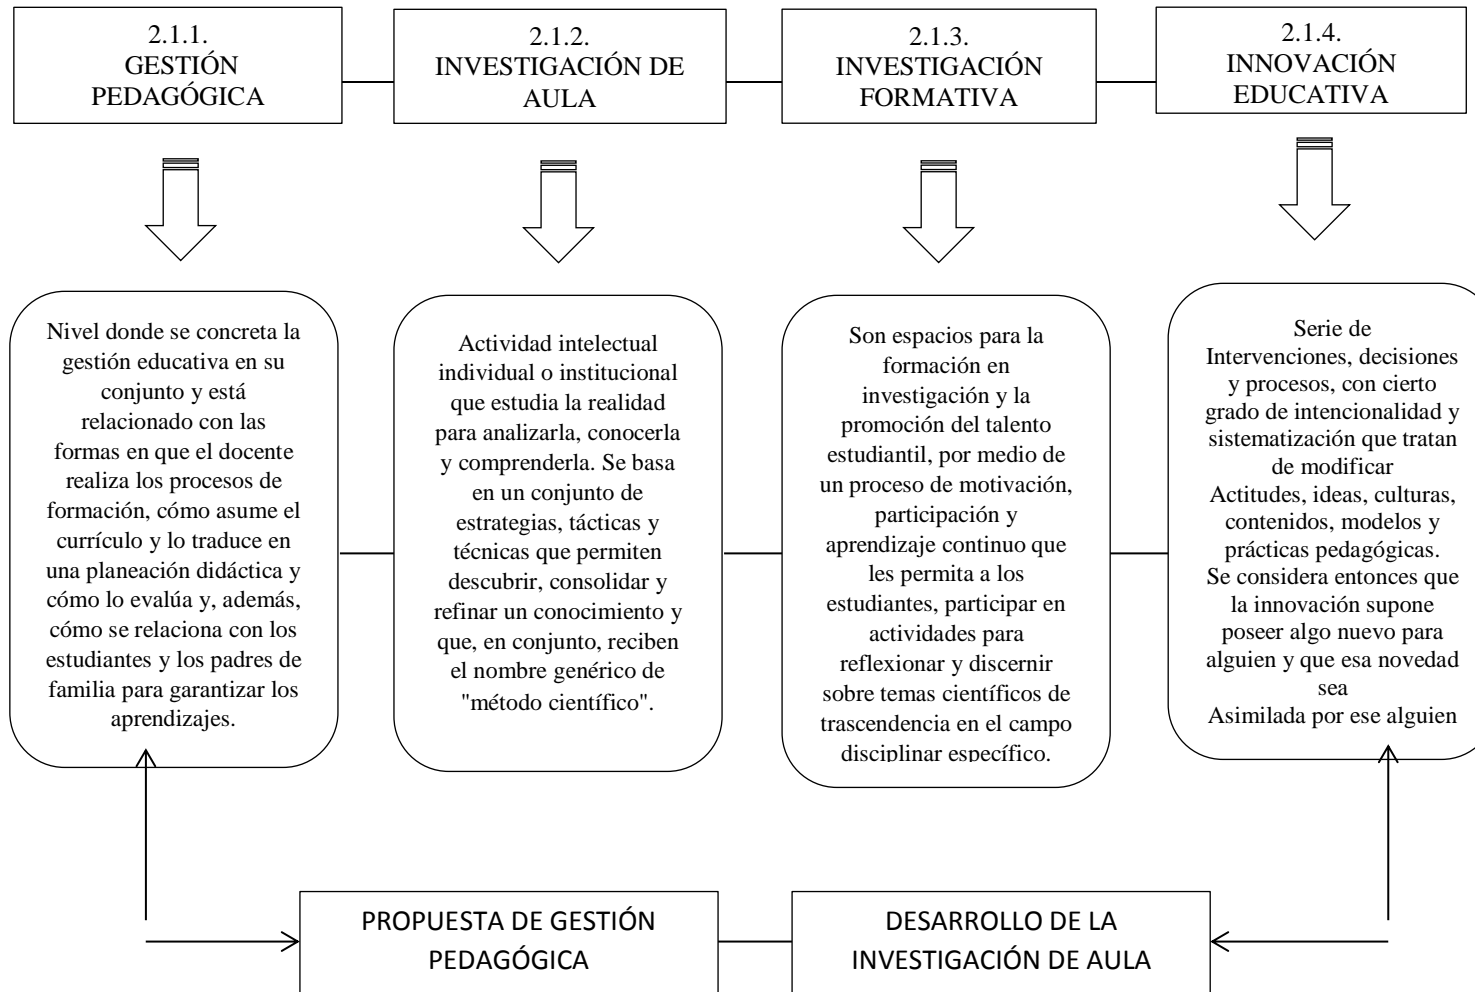 2.1.1.
GESTIÓN
PEDAGÓGICA
2.1.2.
INVESTIGACIÓN DE
AULA
2.1.3.
INVESTIGACIÓN
FORMATIVA
2.1.4.
INNOVACIÓN
EDUCATIVA
Nivel donde se concreta la
gestión educativa en su
conjunto y está
relacionado con las
formas en que el docente
realiza los procesos de
formación, cómo asume el
currículo y lo traduce en
una planeación didáctica y
cómo lo evalúa y, además,
cómo se relaciona con los
estudiantes y los padres de
familia para garantizar los
aprendizajes.
Actividad intelectual
individual o institucional
que estudia la realidad
para analizarla, conocerla
y comprenderla. Se basa
en un conjunto de
estrategias, tácticas y
técnicas que permiten
descubrir, consolidar y
refinar un conocimiento y
que, en conjunto, reciben
el nombre genérico de
"método científico".
Son espacios para la
formación en
investigación y la
promoción del talento
estudiantil, por medio de
un proceso de motivación,
participación y
aprendizaje continuo que
les permita a los
estudiantes, participar en
actividades para
reflexionar y discernir
sobre temas científicos de
trascendencia en el campo
disciplinar específico.
Serie de
Intervenciones, decisiones
y procesos, con cierto
grado de intencionalidad y
sistematización que tratan
de modificar
Actitudes, ideas, culturas,
contenidos, modelos y
prácticas pedagógicas.
Se considera entonces que
la innovación supone
poseer algo nuevo para
alguien y que esa novedad
sea
Asimilada por ese alguien
PROPUESTA DE GESTIÓN
PEDAGÓGICA
DESARROLLO DE LA
INVESTIGACIÓN DE AULA